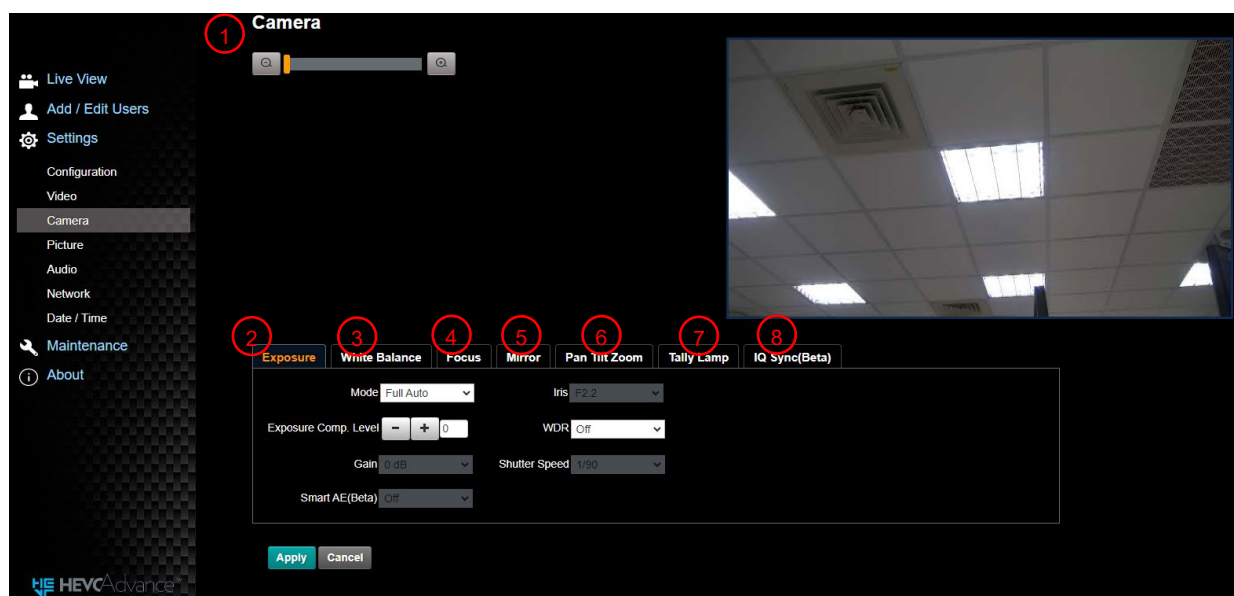 1
Camera
Live View
Add / Edit Users
Settings
Configuration
Video
Camera
Picture
Audio
Network
Date / Time
Maintenance
About
2 3 4 5 6 7 8
Exposure White Balance Focus Mirror Pan Tilt Zoom Tally Lamp IQ Sync(Beta)
Mode Full Auto Iris F2.2
Exposure Comp. Level - + 0 WDR Off
Gain 0 dB Shutter Speed 1/90
Smart AE(Beta) Off
Apply Cancel
HEVCAdvance™